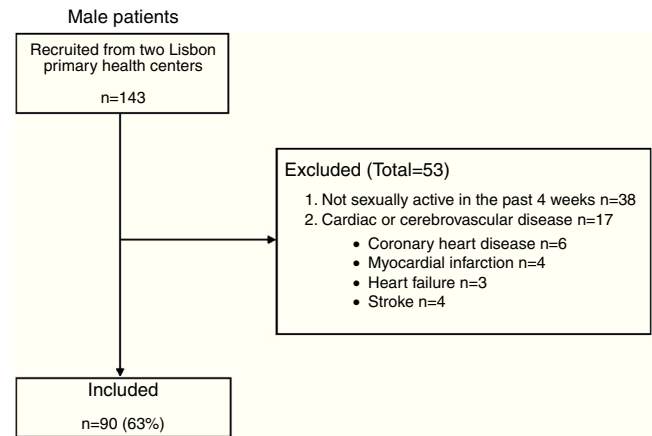 Male patients
Recruited from two Lisbon
primary health centers
n=143
Excluded (Total=53)
1. Not sexually active in the past 4 weeks n=38
2. Cardiac or cerebrovascular disease n=17
• Coronary heart disease n=6
• Myocardial infarction n=4
• Heart failure n=3
• Stroke n=4
Included
n=90 (63%)